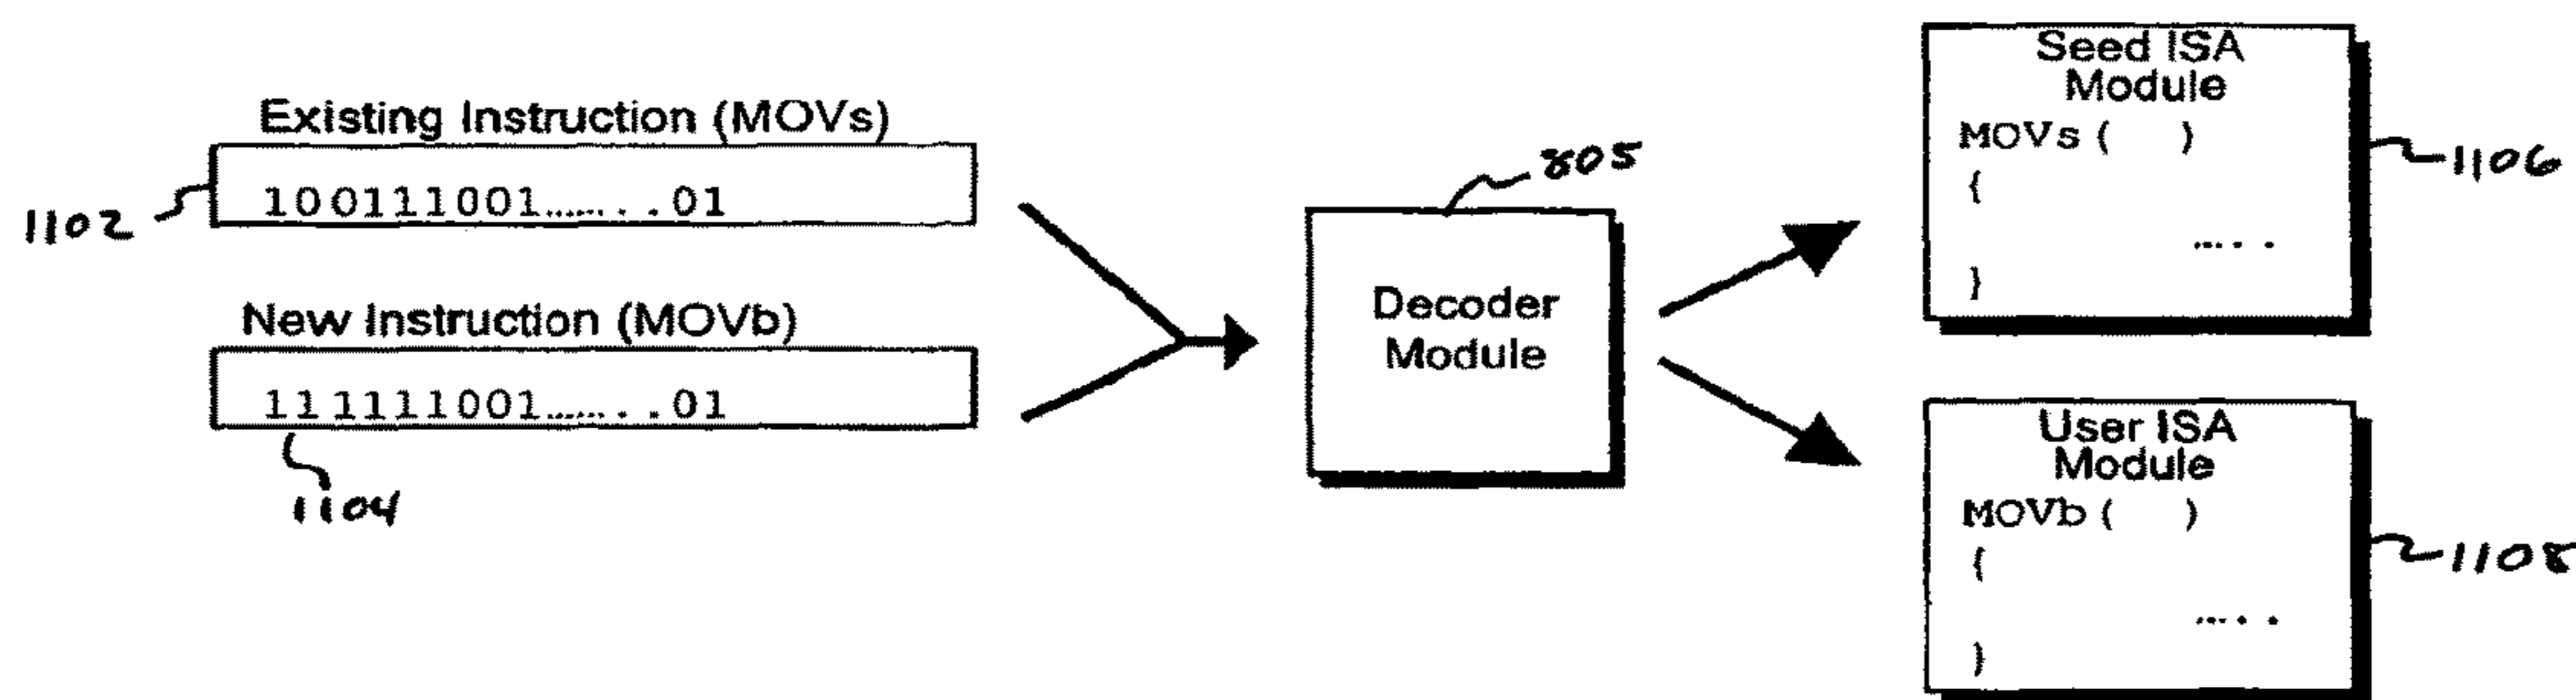 Existing Instruction (MOVs)
100111001.......01
1102
New Instruction (MOVb)
111111001.......01
1104
805
Decoder
Module
Seed ISA
Module
MOVs (   )
{
.....
}
1106
User ISA
Module
MOVb (   )
{
.....
}
1108